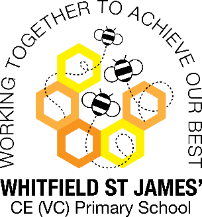 WORKING TOGETHER TO ACHIEVE OUR BEST
WHITFIELD ST JAMES'
CE (VC) Primary School